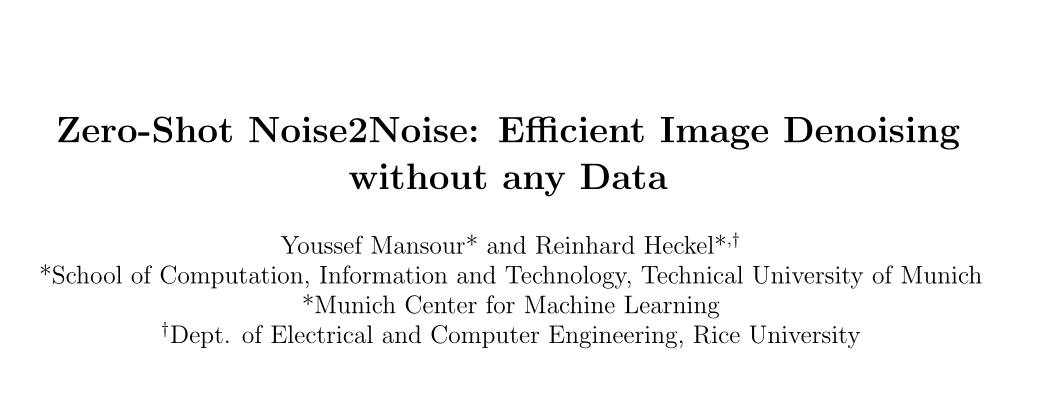 Zero-Shot Noise2Noise: Efficient Image Denoising
without any Data
Youssef Mansour* and Reinhard Heckel*,†
*School of Computation, Information and Technology, Technical University of Munich
*Munich Center for Machine Learning
†Dept. of Electrical and Computer Engineering, Rice University